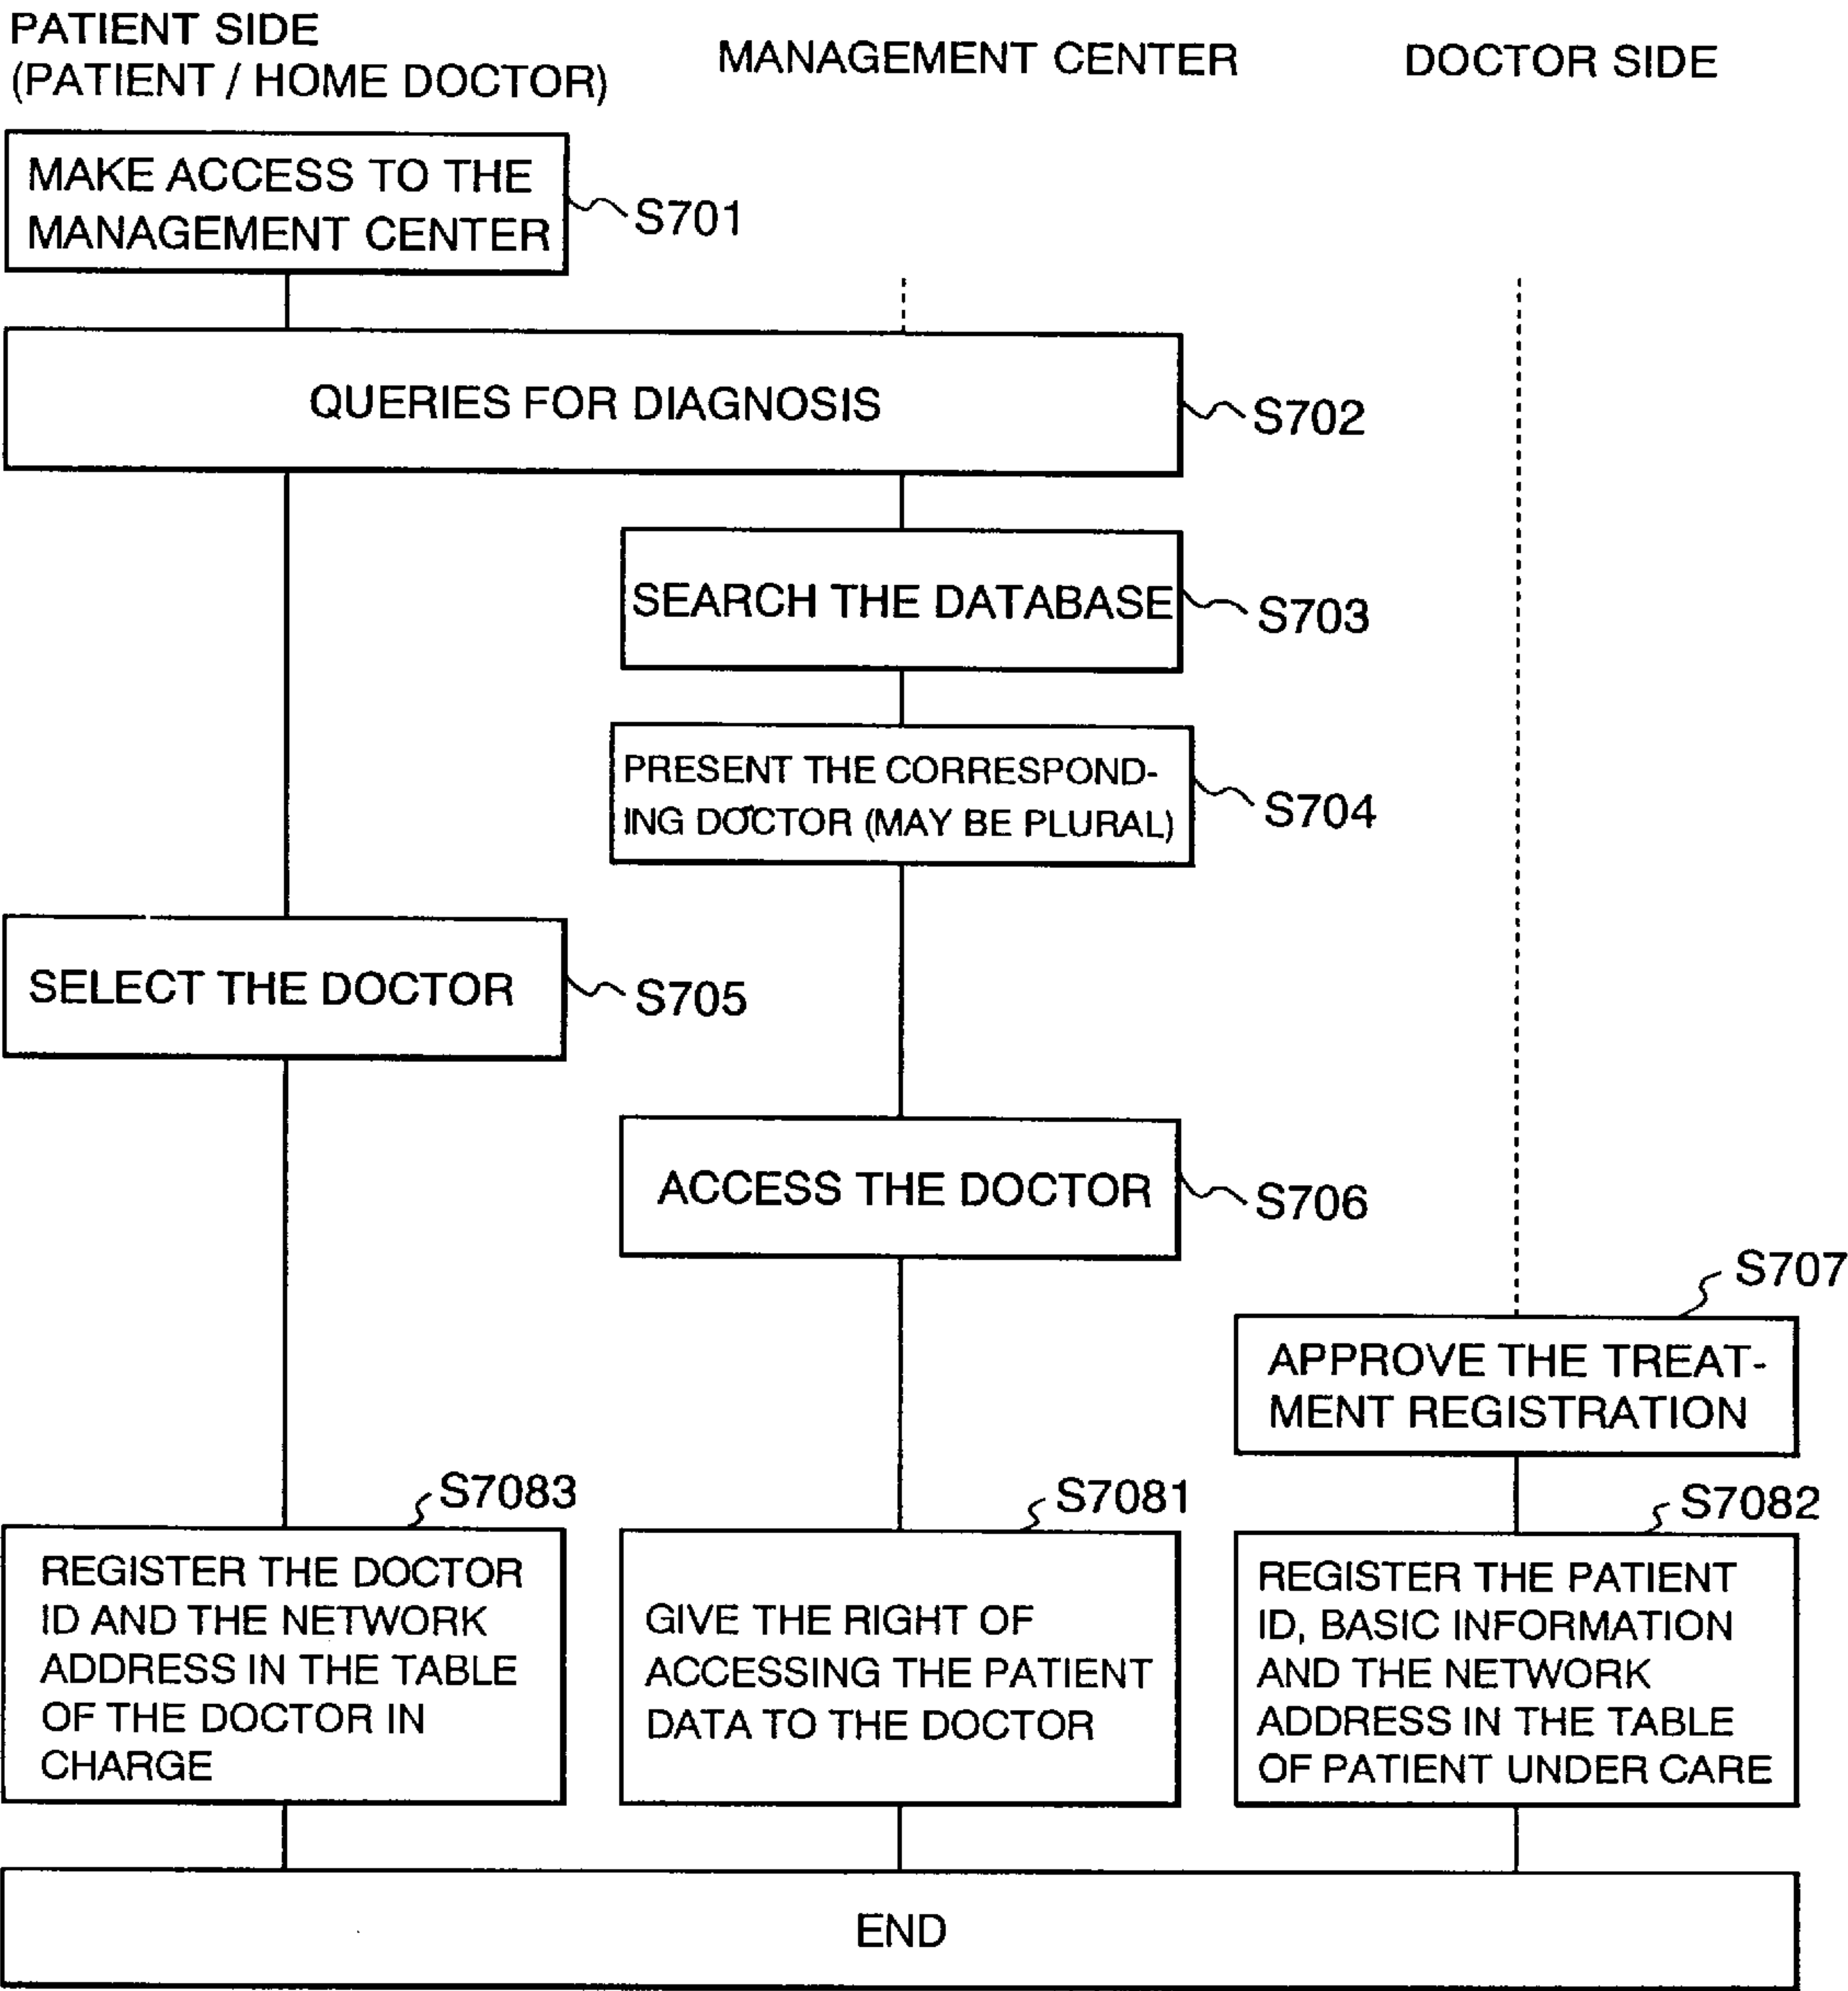 PATIENT SIDE
(PATIENT / HOME DOCTOR)
MANAGEMENT CENTER
DOCTOR SIDE
MAKE ACCESS TO THE
MANAGEMENT CENTER
S701
QUERIES FOR DIAGNOSIS
S702
SEARCH THE DATABASE
S703
PRESENT THE CORRESPOND-
ING DOCTOR (MAY BE PLURAL)
S704
SELECT THE DOCTOR
S705
ACCESS THE DOCTOR
S706
S707
APPROVE THE TREAT-
MENT REGISTRATION
S7083
REGISTER THE DOCTOR
ID AND THE NETWORK
ADDRESS IN THE TABLE
OF THE DOCTOR IN
CHARGE
S7081
GIVE THE RIGHT OF
ACCESSING THE PATIENT
DATA TO THE DOCTOR
S7082
REGISTER THE PATIENT
ID, BASIC INFORMATION
AND THE NETWORK
ADDRESS IN THE TABLE
OF PATIENT UNDER CARE
END